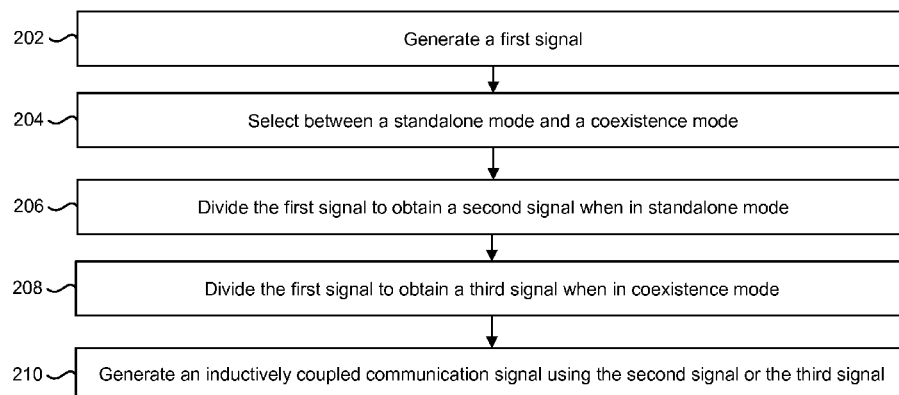 202
Generate a first signal
204
Select between a standalone mode and a coexistence mode
206
Divide the first signal to obtain a second signal when in standalone mode
208
Divide the first signal to obtain a third signal when in coexistence mode
210
Generate an inductively coupled communication signal using the second signal or the third signal